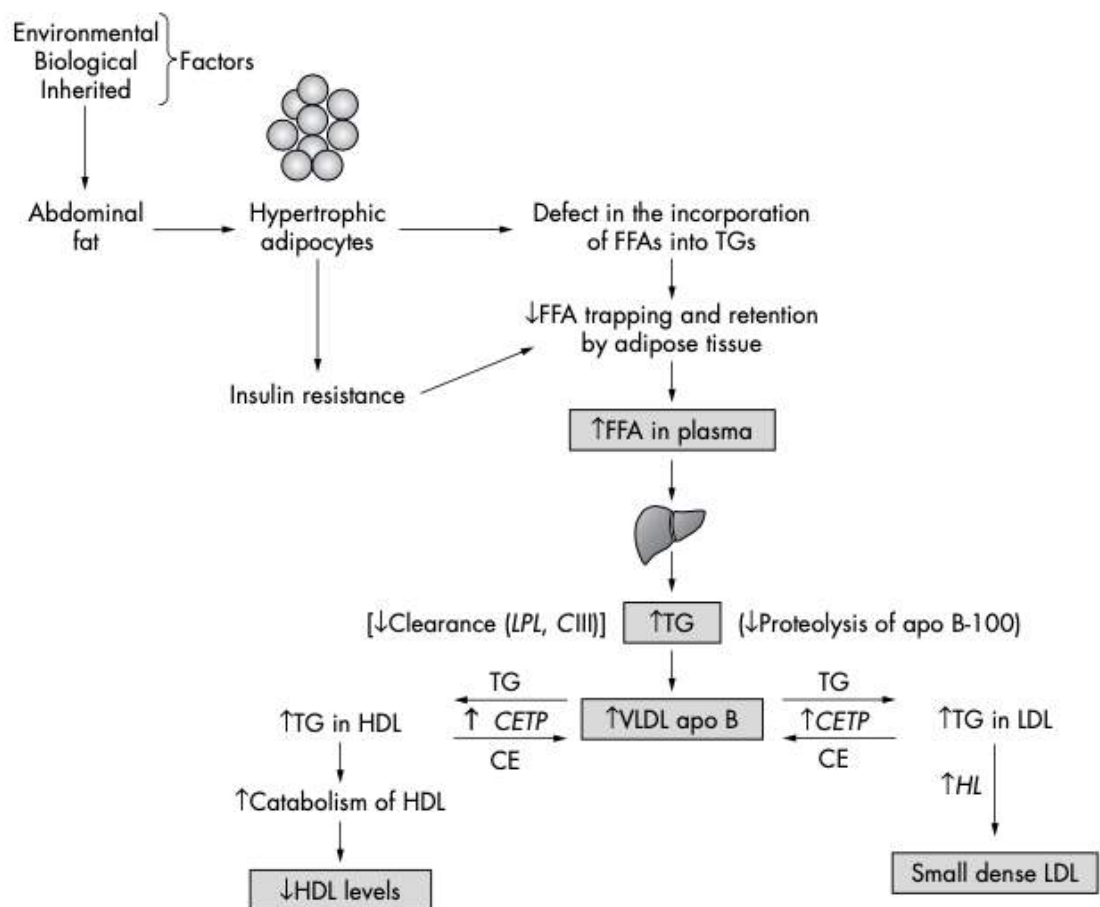 Environmental
Biological
Inherited
Factors
Abdominal
fat
Hypertrophic
adipocytes
Defect in the incorporation
of FFAs into TGs
↓FFA trapping and retention
by adipose tissue
Insulin resistance
↑FFA in plasma
[↓Clearance (LPL, CIII)]
↑TG
(↓Proteolysis of apo B-100)
TG
TG
↑TG in HDL
↑ CETP
↑VLDL apo B
↑CETP
↑TG in LDL
CE
CE
↑Catabolism of HDL
↑HL
↓HDL levels
Small dense LDL